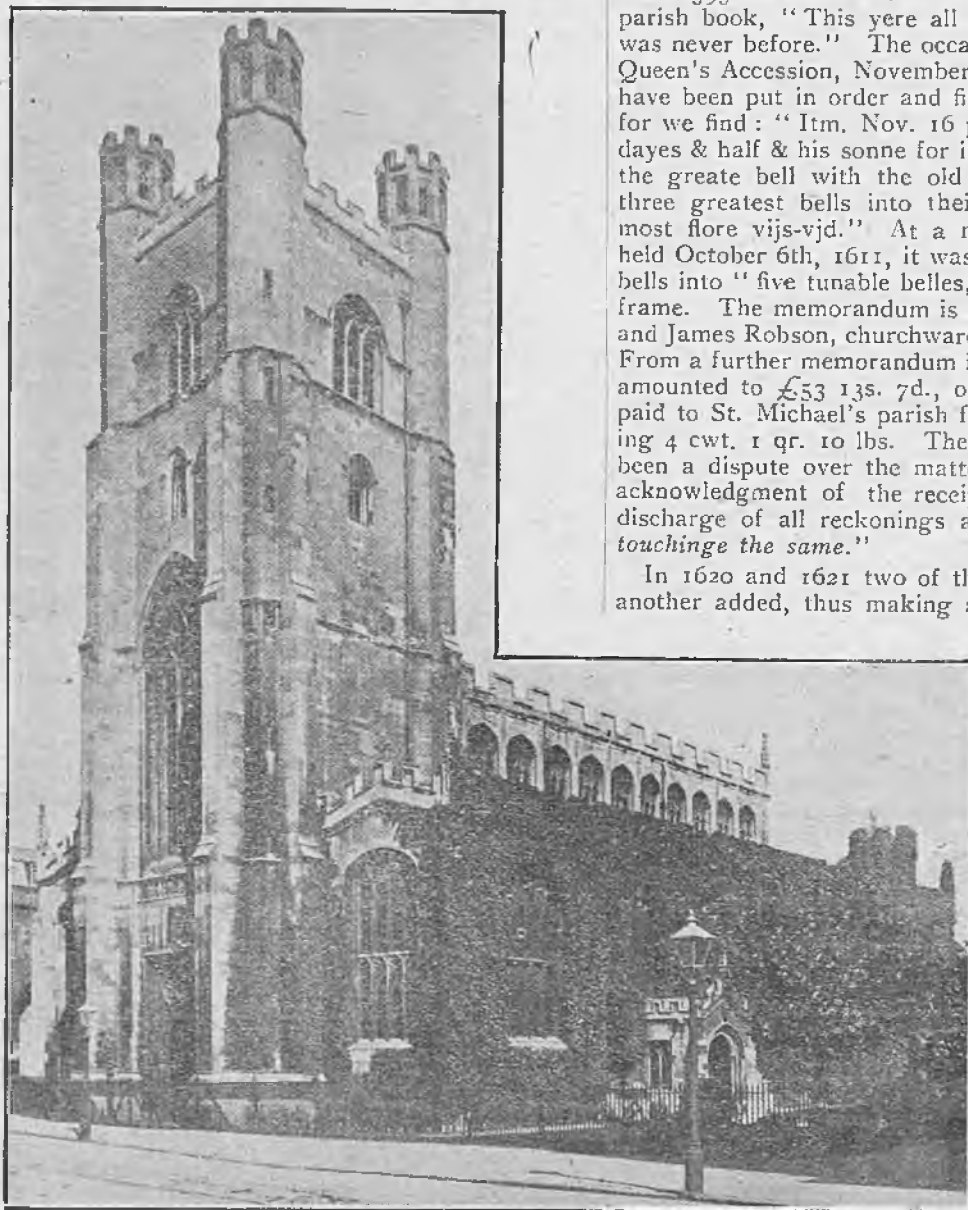 parish book, "This yere all
was never before." The occa
Queen's Accession, November
have been put in order and fi
for we find : "Itm. Nov. 16
dayes & half & his sonne for i
the greate bell with the old
three greatest bells into thei
most flore vijs-vjd." At a
held October 6th, 1611, it was
bells into "five tunable belles,
frame. The memorandum is
and James Robson, churchwar
From a further memorandum
amounted to £53 13s. 7d., o
paid to St. Michael's parish f
ing 4 cwt. 1 qr. 10 lbs. The
been a dispute over the matt
acknowledgment of the recei
discharge of all reckonings a
touchinge the same."
In 1620 and 1621 two of th
another added, thus making